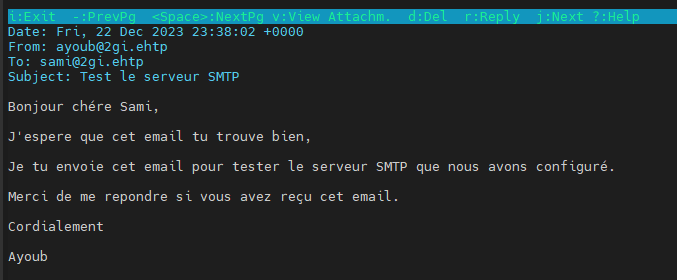 i:Exit  -:PrevPg  <Space>:NextPg v:View Attachm.  d:Del  r:Reply  j:Next ?:Help
Date: Fri, 22 Dec 2023 23:38:02 +0000
From: ayoub@2gi.ehtp
To: sami@2gi.ehtp
Subject: Test le serveur SMTP
Bonjour chére Sami,
J'espere que cet email tu trouve bien,
Je tu envoie cet email pour tester le serveur SMTP que nous avons configuré.
Merci de me repondre si vous avez reçu cet email.
Cordialement
Ayoub